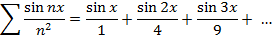 ∑ sin nx / n² = sin x / 1 + sin 2x / 4 + sin 3x / 9 + ...